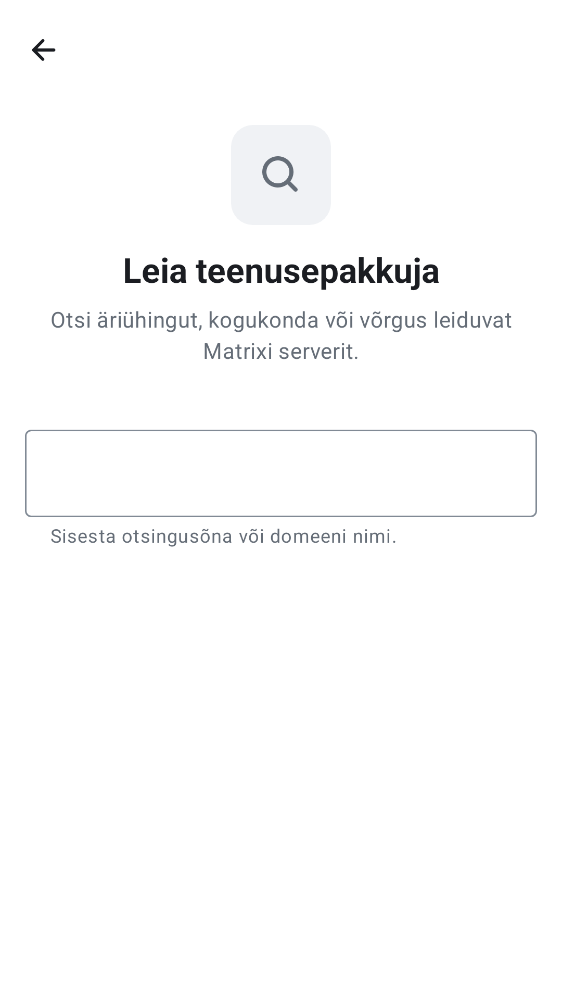 Leia teenusepakkuja
Otsi äriühingut, kogukonda või võrgus leiduvat
Matrixi serverit.
Sisesta otsingusõna või domeeni nimi.